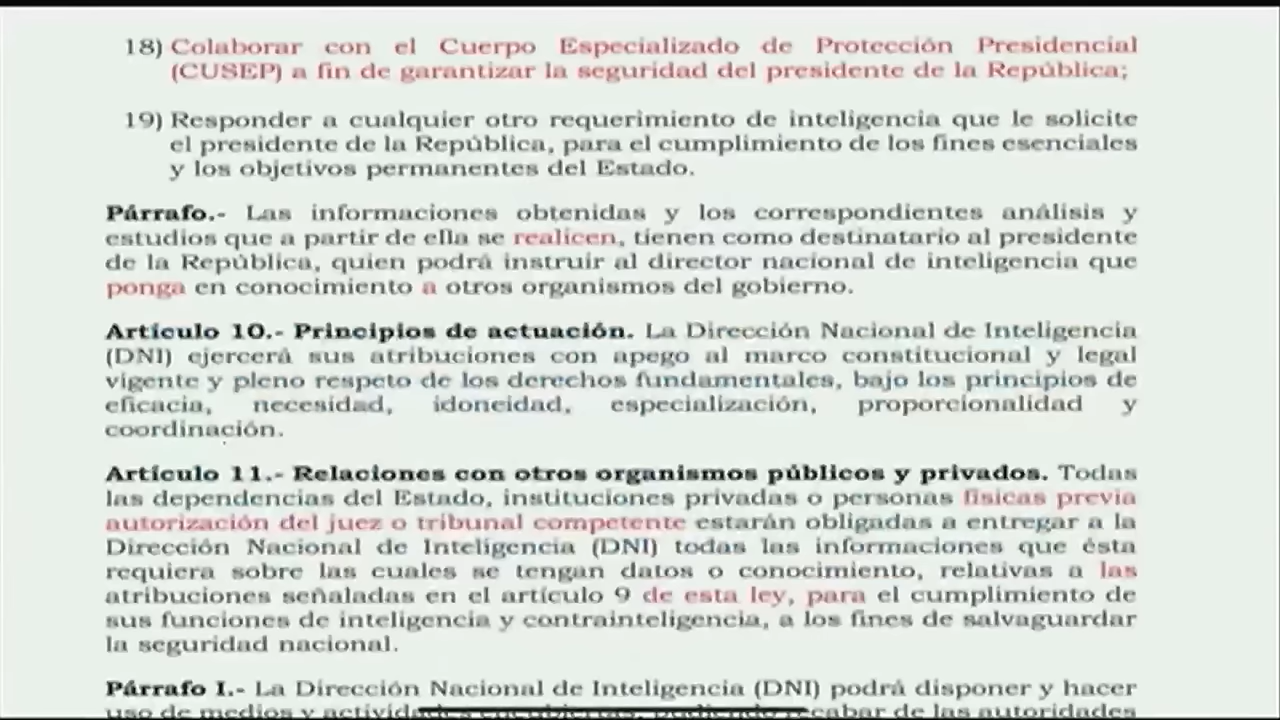 18) Colaborar con el Cuerpo Especializado de Protección Presidencial
(CUSEP) a fin de garantizar la seguridad del presidente de la República;
19) Responder a cualquier otro requerimiento de inteligencia que le solicite
el presidente de la República, para el cumplimiento de los fines esenciales
y los objetivos permanentes del Estado.
Párrafo.- Las informaciones obtenidas y los correspondientes análisis y
estudios que a partir de ella se realicen, tienen como destinatario al presidente
de la República, quien podrá instruir al director nacional de inteligencia que
ponga en conocimiento a otros organismos del gobierno.
Artículo 10.- Principios de actuación. La Dirección Nacional de Inteligencia
(DNI) ejercerá sus atribuciones con apego al marco constitucional y legal
vigente y pleno respeto de los derechos fundamentales, bajo los principios de
eficacia, necesidad, idoneidad, especialización, proporcionalidad y
coordinación.
Artículo 11.- Relaciones con otros organismos públicos y privados. Todas
las dependencias del Estado, instituciones privadas o personas físicas previa
autorización del juez o tribunal competente estarán obligadas a entregar a la
Dirección Nacional de Inteligencia (DNI) todas las informaciones que ésta
requiera sobre las cuales se tengan datos o conocimiento, relativas a las
atribuciones señaladas en el artículo 9 de esta ley, para el cumplimiento de
sus funciones de inteligencia y contrainteligencia, a los fines de salvaguardar
la seguridad nacional.
Párrafo I.- La Dirección Nacional de Inteligencia (DNI) podrá disponer y hacer
uso de medios y actividades encubiertas, pudiendo recabar de las autoridades